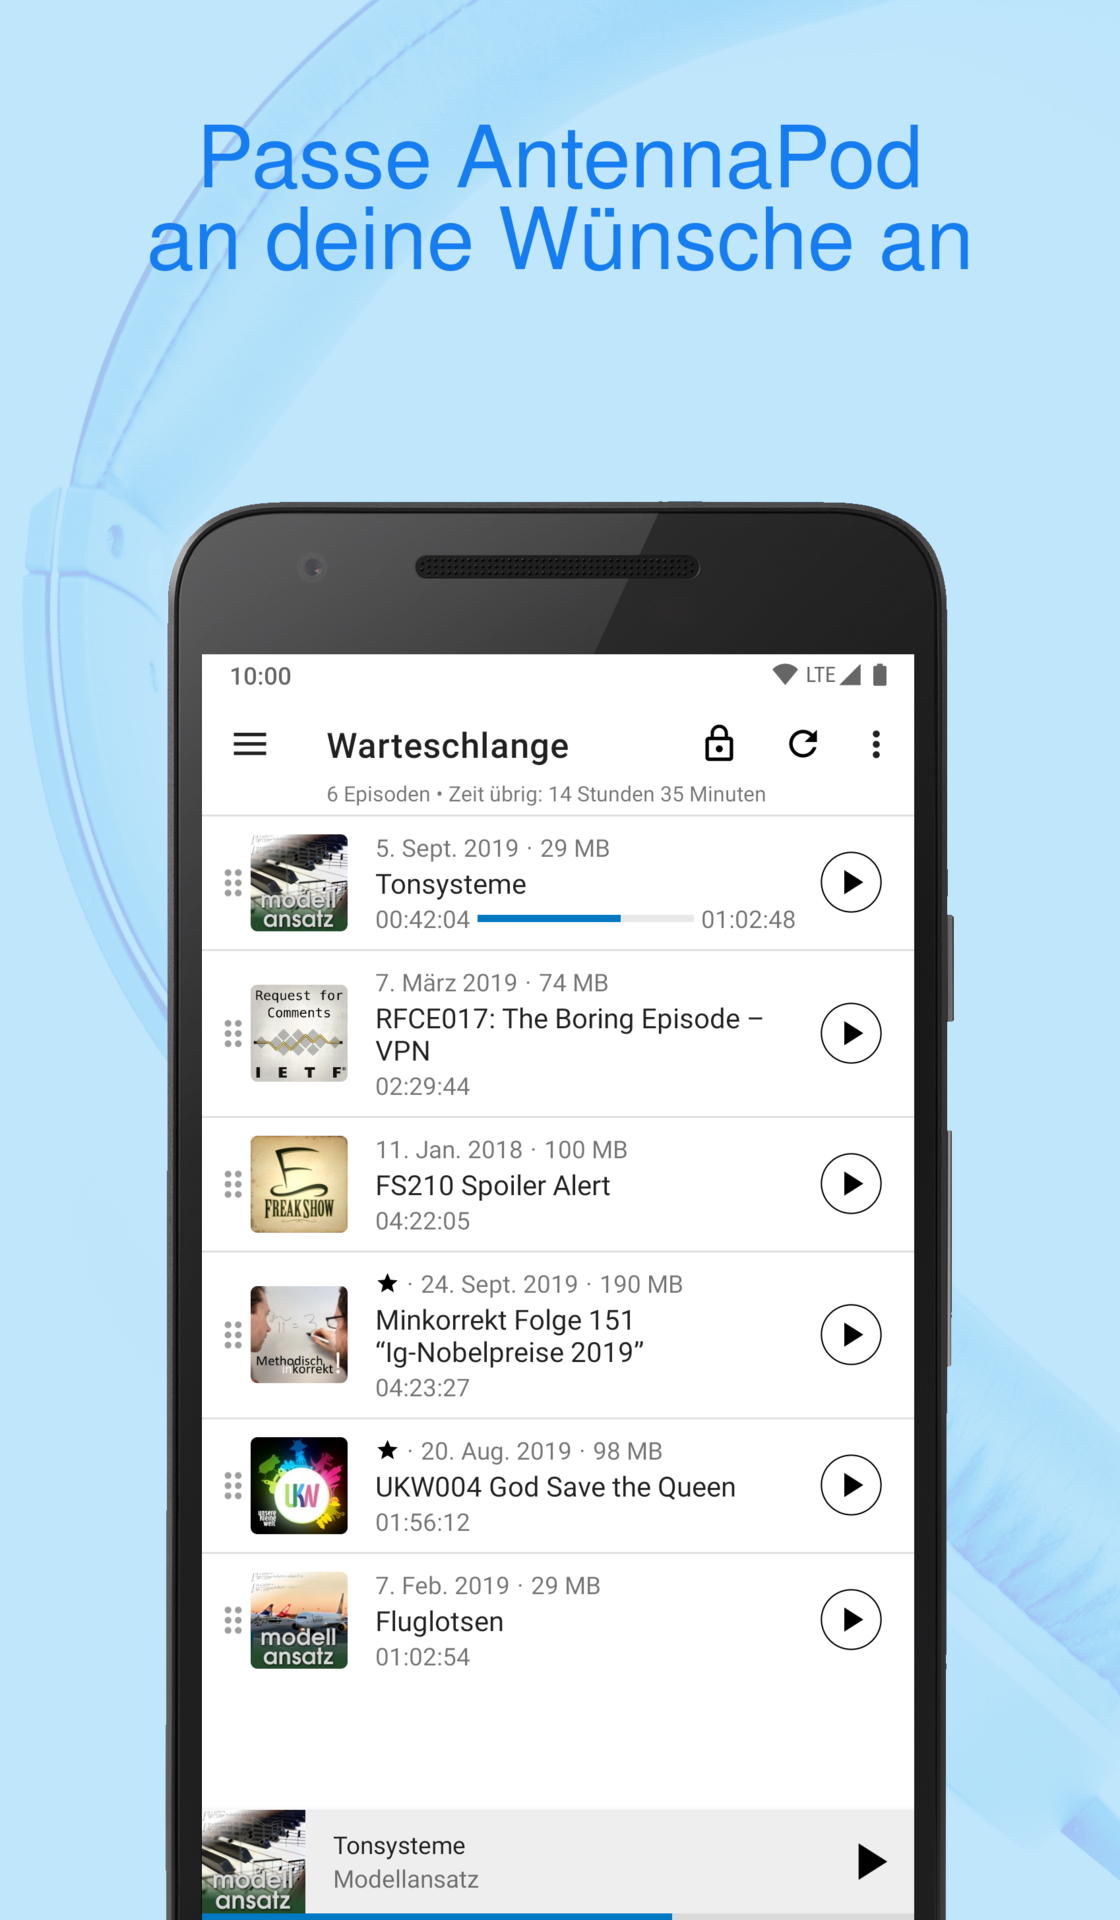 Passe AntennaPod
an deine Wünsche an
10:00
LTE
Warteschlange
6 Episoden • Zeit übrig: 14 Stunden 35 Minuten
5. Sept. 2019 · 29 MB
modell
ansatz
Tonsysteme
00:42:04
01:02:48
Request for
Comments
I E T F
7. März 2019 · 74 MB
RFCE017: The Boring Episode –
VPN
02:29:44
FREAK SHOW
11. Jan. 2018 · 100 MB
FS210 Spoiler Alert
04:22:05
Methodisch
inkorrekt!
★ · 24. Sept. 2019 · 190 MB
Minkorrekt Folge 151
“Ig-Nobelpreise 2019”
04:23:27
UKW
unsere
kleine
welt
★ · 20. Aug. 2019 · 98 MB
UKW004 God Save the Queen
01:56:12
modell
ansatz
7. Feb. 2019 · 29 MB
Fluglotsen
01:02:54
modell
ansatz
Tonsysteme
Modellansatz